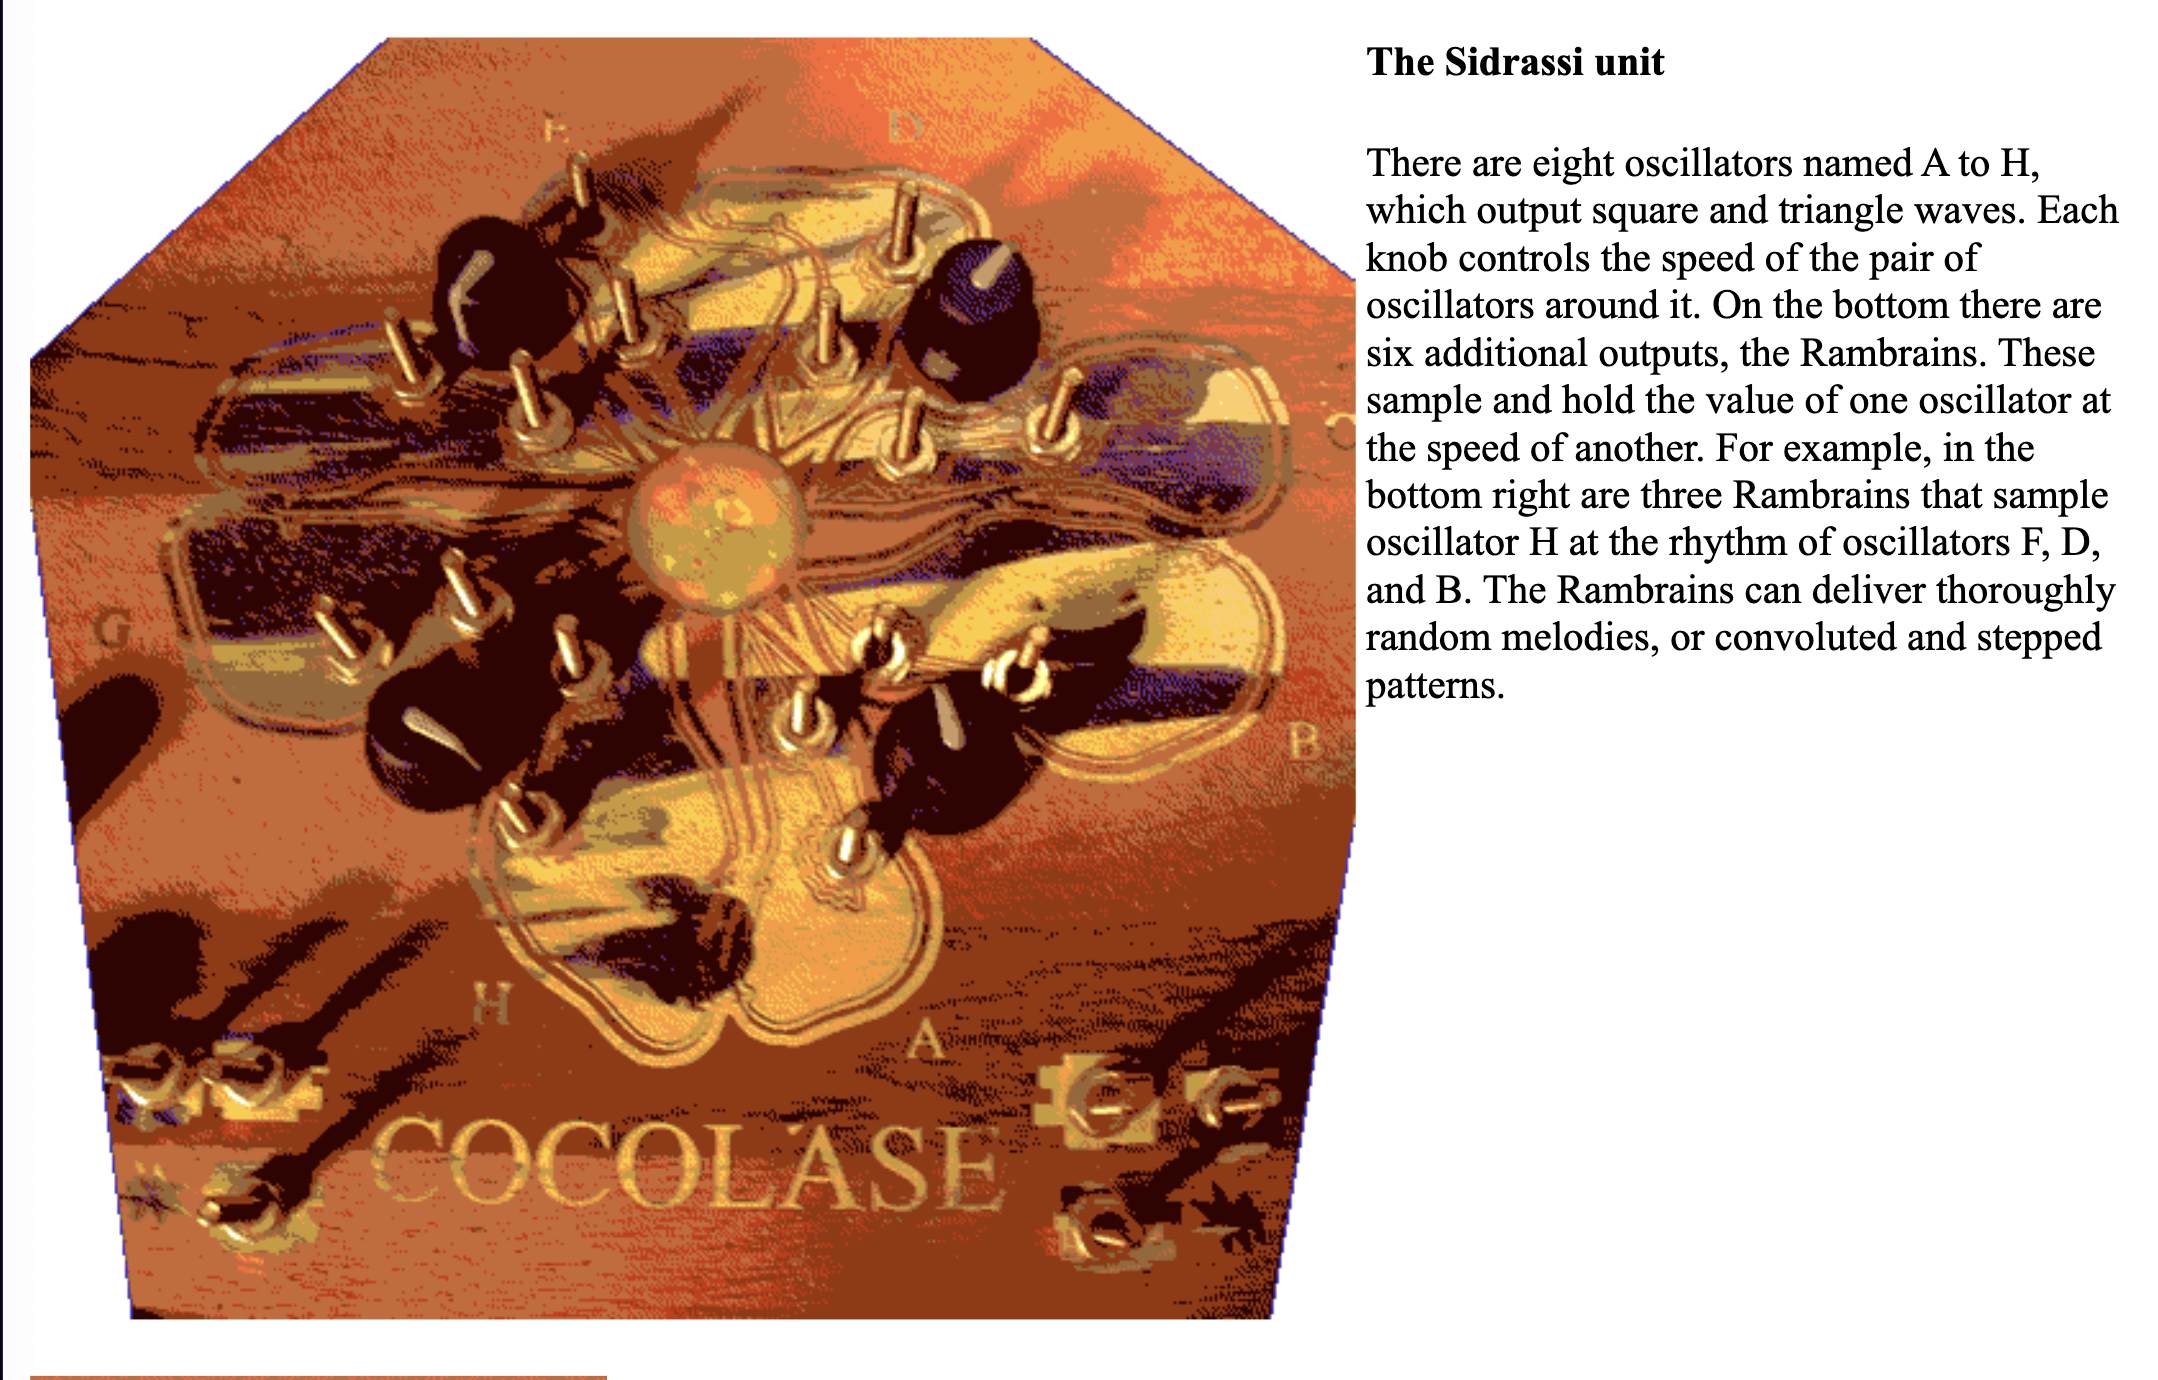 The Sidrassi unit
There are eight oscillators named A to H,
which output square and triangle waves. Each
knob controls the speed of the pair of
oscillators around it. On the bottom there are
six additional outputs, the Rambrains. These
sample and hold the value of one oscillator at
the speed of another. For example, in the
bottom right are three Rambrains that sample
oscillator H at the rhythm of oscillators F, D,
and B. The Rambrains can deliver thoroughly
random melodies, or convoluted and stepped
patterns.
E
D
C
G
B
H
A
COCOLASE